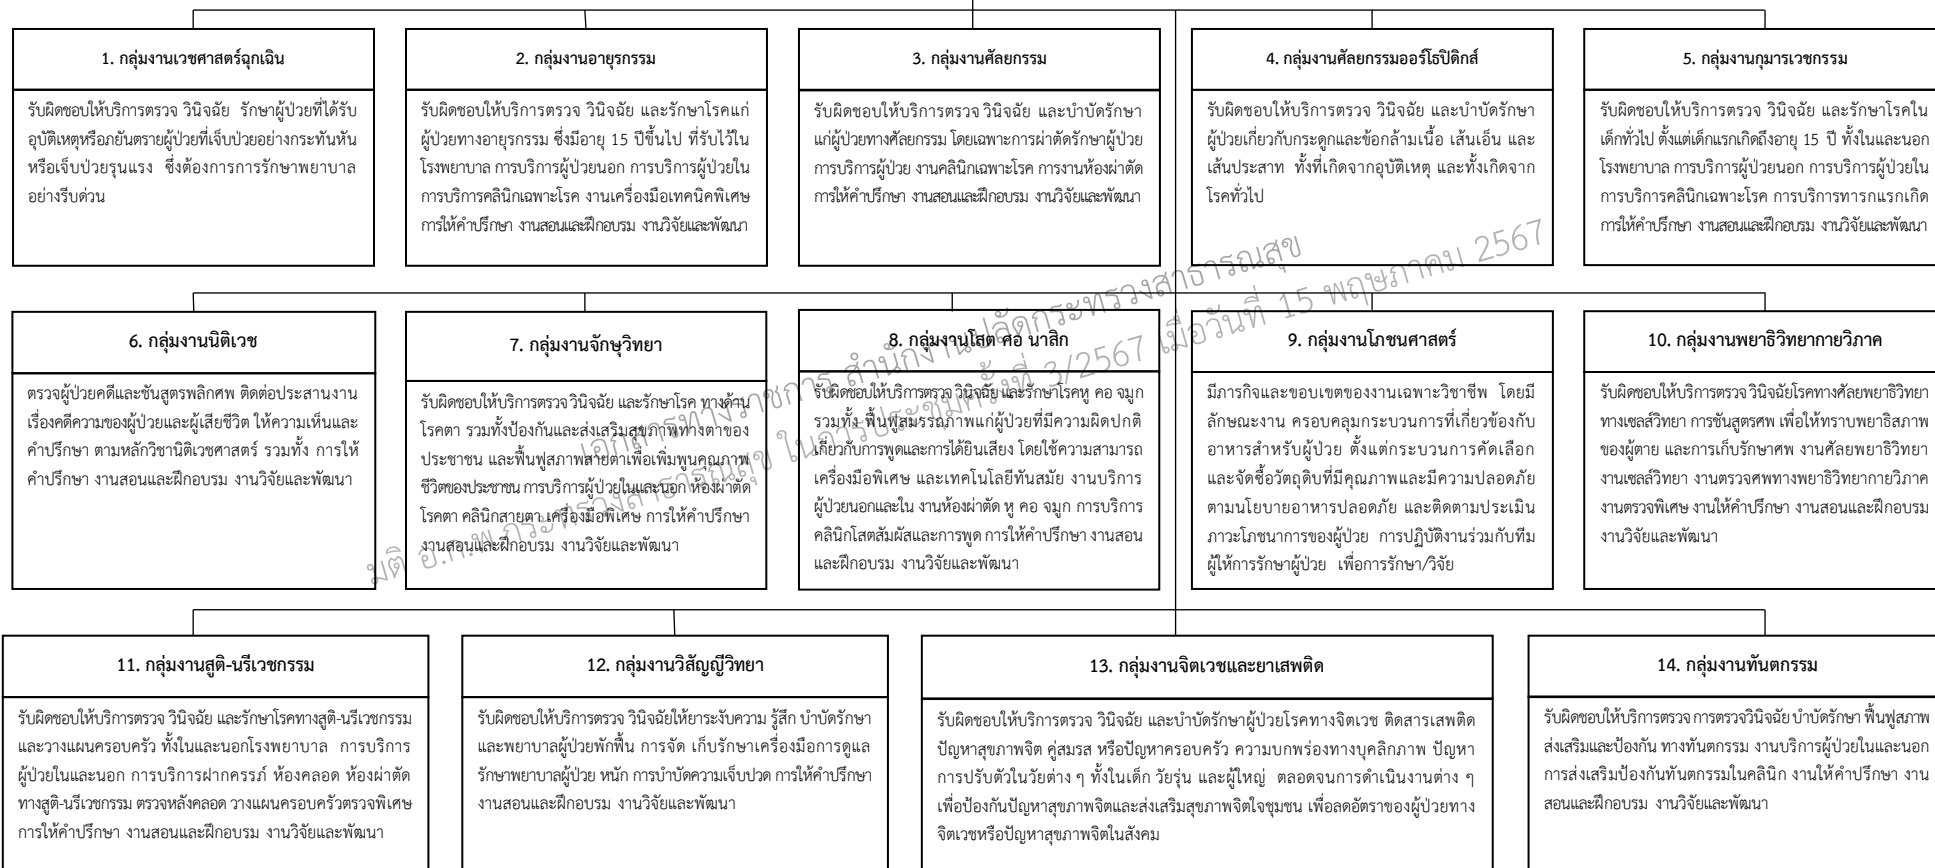 1. กลุ่มงานเวชศาสตร์ฉุกเฉิน
รับผิดชอบให้บริการตรวจ วินิจฉัย รักษาผู้ป่วยที่ได้รับ
อุบัติเหตุหรือภยันตรายผู้ป่วยที่เจ็บป่วยอย่างกระทันหัน
หรือเจ็บป่วยรุนแรง ซึ่งต้องการการรักษาพยาบาล
อย่างรีบด่วน
2. กลุ่มงานอายุรกรรม
รับผิดชอบให้บริการตรวจ วินิจฉัย และรักษาโรคแก่
ผู้ป่วยทางอายุรกรรม ซึ่งมีอายุ 15 ปีขึ้นไป ที่รับไว้ใน
โรงพยาบาล การบริการผู้ป่วยนอก การบริการผู้ป่วยใน
การบริการคลินิกเฉพาะโรค งานเครื่องมือเทคนิคพิเศษ
การให้คำปรึกษา งานสอนและฝึกอบรม งานวิจัยและพัฒนา
3. กลุ่มงานศัลยกรรม
รับผิดชอบให้บริการตรวจ วินิจฉัย และบำบัดรักษา
แก่ผู้ป่วยทางศัลยกรรม โดยเฉพาะการผ่าตัดรักษาผู้ป่วย
การบริการผู้ป่วย งานคลินิกเฉพาะโรค การงานห้องผ่าตัด
การให้คำปรึกษา งานสอนและฝึกอบรม งานวิจัยและพัฒนา
4. กลุ่มงานศัลยกรรมออร์โธปิดิกส์
รับผิดชอบให้บริการตรวจ วินิจฉัย และบำบัดรักษา
ผู้ป่วยเกี่ยวกับกระดูกและข้อกล้ามเนื้อ เส้นเอ็น และ
เส้นประสาท ทั้งที่เกิดจากอุบัติเหตุ และทั้งเกิดจาก
โรคทั่วไป
5. กลุ่มงานกุมารเวชกรรม
รับผิดชอบให้บริการตรวจ วินิจฉัย และรักษาโรคใน
เด็กทั่วไป ตั้งแต่เด็กแรกเกิดถึงอายุ 15 ปี ทั้งในและนอก
โรงพยาบาล การบริการผู้ป่วยนอก การบริการผู้ป่วยใน
การบริการคลินิกเฉพาะโรค การบริการทารกแรกเกิด
การให้คำปรึกษา งานสอนและฝึกอบรม งานวิจัยและพัฒนา
6. กลุ่มงานนิติเวช
ตรวจผู้ป่วยคดีและชันสูตรพลิกศพ ติดต่อประสานงาน
เรื่องคดีความของผู้ป่วยและผู้เสียชีวิต ให้ความเห็นและ
คำปรึกษา ตามหลักวิชานิติเวชศาสตร์ รวมทั้ง การให้
คำปรึกษา งานสอนและฝึกอบรม งานวิจัยและพัฒนา
7. กลุ่มงานจักษุวิทยา
รับผิดชอบให้บริการตรวจ วินิจฉัย และรักษาโรค ทางด้าน
โรคตา รวมทั้งป้องกันและส่งเสริมสุขภาพทางตาของ
ประชาชน และฟื้นฟูสภาพสายตาเพื่อเพิ่มพูนคุณภาพ
ชีวิตของประชาชน การบริการผู้ป่วยในและนอก ห้องผ่าตัด
โรคตา คลินิกสายตา เครื่องมือพิเศษ การให้คำปรึกษา
งานสอนและฝึกอบรม งานวิจัยและพัฒนา
8. กลุ่มงานโสต ศอ นาสิก
รับผิดชอบให้บริการตรวจ วินิจฉัย และรักษาโรคหู คอ จมูก
รวมทั้ง ฟื้นฟูสมรรถภาพแก่ผู้ป่วยที่มีความผิดปกติ
เกี่ยวกับการพูดและการได้ยินเสียง โดยใช้ความสามารถ
เครื่องมือพิเศษ และเทคโนโลยีทันสมัย งานบริการ
ผู้ป่วยนอกและใน งานห้องผ่าตัด หู คอ จมูก การบริการ
คลินิกโสตสัมผัสและการพูด การให้คำปรึกษา งานสอน
และฝึกอบรม งานวิจัยและพัฒนา
9. กลุ่มงานโภชนศาสตร์
มีภารกิจและขอบเขตของงานเฉพาะวิชาชีพ โดยมี
ลักษณะงาน ครอบคลุมกระบวนการที่เกี่ยวข้องกับ
อาหารสำหรับผู้ป่วย ตั้งแต่กระบวนการคัดเลือก
และจัดซื้อวัตถุดิบที่มีคุณภาพและมีความปลอดภัย
ตามนโยบายอาหารปลอดภัย และติดตามประเมิน
ภาวะโภชนาการของผู้ป่วย การปฏิบัติงานร่วมกับทีม
ผู้ให้การรักษาผู้ป่วย เพื่อการรักษา/วิจัย
10. กลุ่มงานพยาธิวิทยากายวิภาค
รับผิดชอบให้บริการตรวจ วินิจฉัยโรคทางศัลยพยาธิวิทยา
ทางเซลล์วิทยา การชันสูตรศพ เพื่อให้ทราบพยาธิสภาพ
ของผู้ตาย และการเก็บรักษาศพ งานศัลยพยาธิวิทยา
งานเซลล์วิทยา งานตรวจศพทางพยาธิวิทยากายวิภาค
งานตรวจพิเศษ งานให้คำปรึกษา งานสอนและฝึกอบรม
งานวิจัยและพัฒนา
เอกสารทางราชการ สำนักงานปลัดกระทรวงสาธารณสุข
มติ อ.ก.พ.กระทรวงสาธารณสุข ในการประชุมครั้งที่ 3/2567 เมื่อวันที่ 15 พฤษภาคม 2567
11. กลุ่มงานสูติ-นรีเวชกรรม
รับผิดชอบให้บริการตรวจ วินิจฉัย และรักษาโรคทางสูติ-นรีเวชกรรม
และวางแผนครอบครัว ทั้งในและนอกโรงพยาบาล การบริการ
ผู้ป่วยในและนอก การบริการฝากครรภ์ ห้องคลอด ห้องผ่าตัด
ทางสูติ-นรีเวชกรรม ตรวจหลังคลอด วางแผนครอบครัวตรวจพิเศษ
การให้คำปรึกษา งานสอนและฝึกอบรม งานวิจัยและพัฒนา
12. กลุ่มงานวิสัญญีวิทยา
รับผิดชอบให้บริการตรวจ วินิจฉัยให้ยาระงับความ รู้สึก บำบัดรักษา
และพยาบาลผู้ป่วยพักฟื้น การจัด เก็บรักษาเครื่องมือการดูแล
รักษาพยาบาลผู้ป่วย หนัก การบำบัดความเจ็บปวด การให้คำปรึกษา
งานสอนและฝึกอบรม งานวิจัยและพัฒนา
13. กลุ่มงานจิตเวชและยาเสพติด
รับผิดชอบให้บริการตรวจ วินิจฉัย และบำบัดรักษาผู้ป่วยโรคทางจิตเวช ติดสารเสพติด
ปัญหาสุขภาพจิต คู่สมรส หรือปัญหาครอบครัว ความบกพร่องทางบุคลิกภาพ ปัญหา
การปรับตัวในวัยต่าง ๆ ทั้งในเด็ก วัยรุ่น และผู้ใหญ่ ตลอดจนการดำเนินงานต่าง ๆ
เพื่อป้องกันปัญหาสุขภาพจิตและส่งเสริมสุขภาพจิตใจชุมชน เพื่อลดอัตราของผู้ป่วยทาง
จิตเวชหรือปัญหาสุขภาพจิตในสังคม
14. กลุ่มงานทันตกรรม
รับผิดชอบให้บริการตรวจ การตรวจวินิจฉัย บำบัดรักษา ฟื้นฟูสภาพ
ส่งเสริมและป้องกัน ทางทันตกรรม งานบริการผู้ป่วยในและนอก
การส่งเสริมป้องกันทันตกรรมในคลินิก งานให้คำปรึกษา งาน
สอนและฝึกอบรม งานวิจัยและพัฒนา